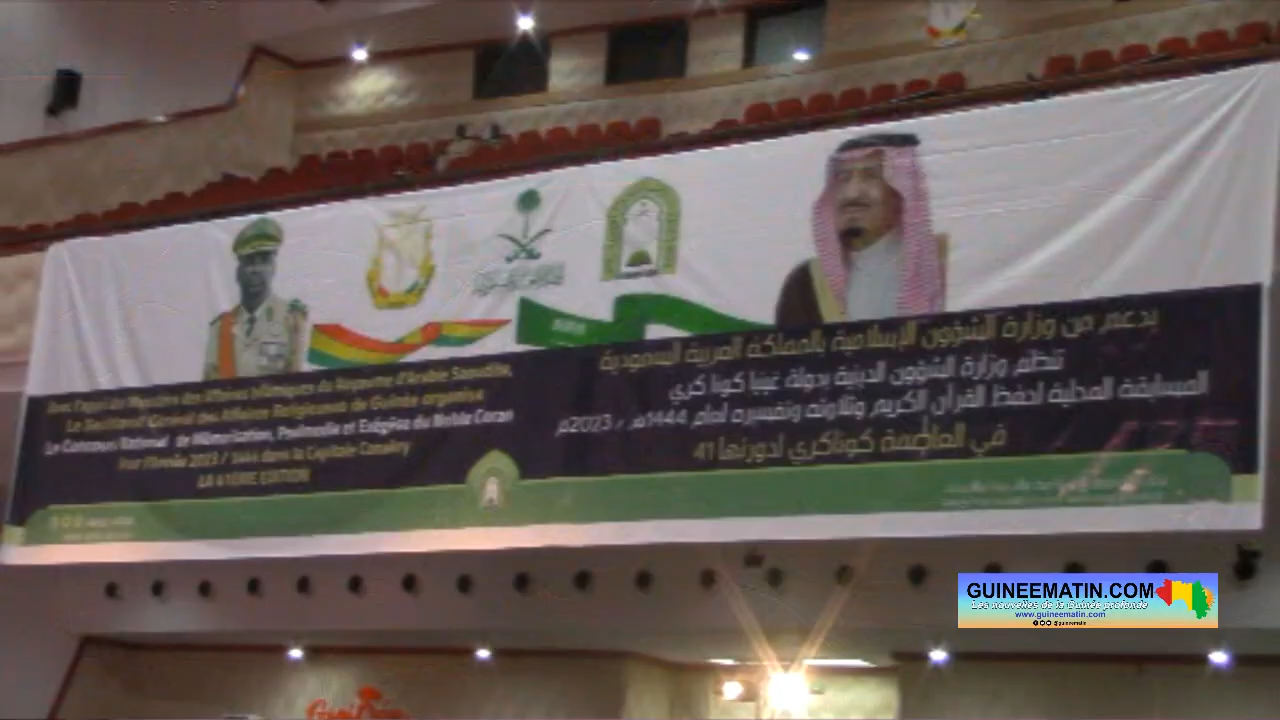 Avec l'appui du Ministère des Affaires Islamiques du Royaume d'Arabie Saoudite,
Le Secrétariat Général des Affaires Religieuses de Guinée organise
Le Concours National de Mémorisation, Psalmodie et Exégèse du Noble Coran
Pour l'Année 2023 / 1444 dans la Capitale Conakry
LA 41ÈME EDITION
بدعم من وزارة الشؤون الإسلامية بالمملكة العربية السعودية
تنظم وزارة الشؤون الدينية بدولة غينيا كونا كري
المسابقة المحلية لحفظ القرآن الكريم وتلاوته وتفسيره لعام 1444هـ / 2023م
في العاصمة كوناكري لدورتها 41
GUINEEMATIN.COM
Les nouvelles de la Guinée profonde
www.guineematin.com
@guineematin